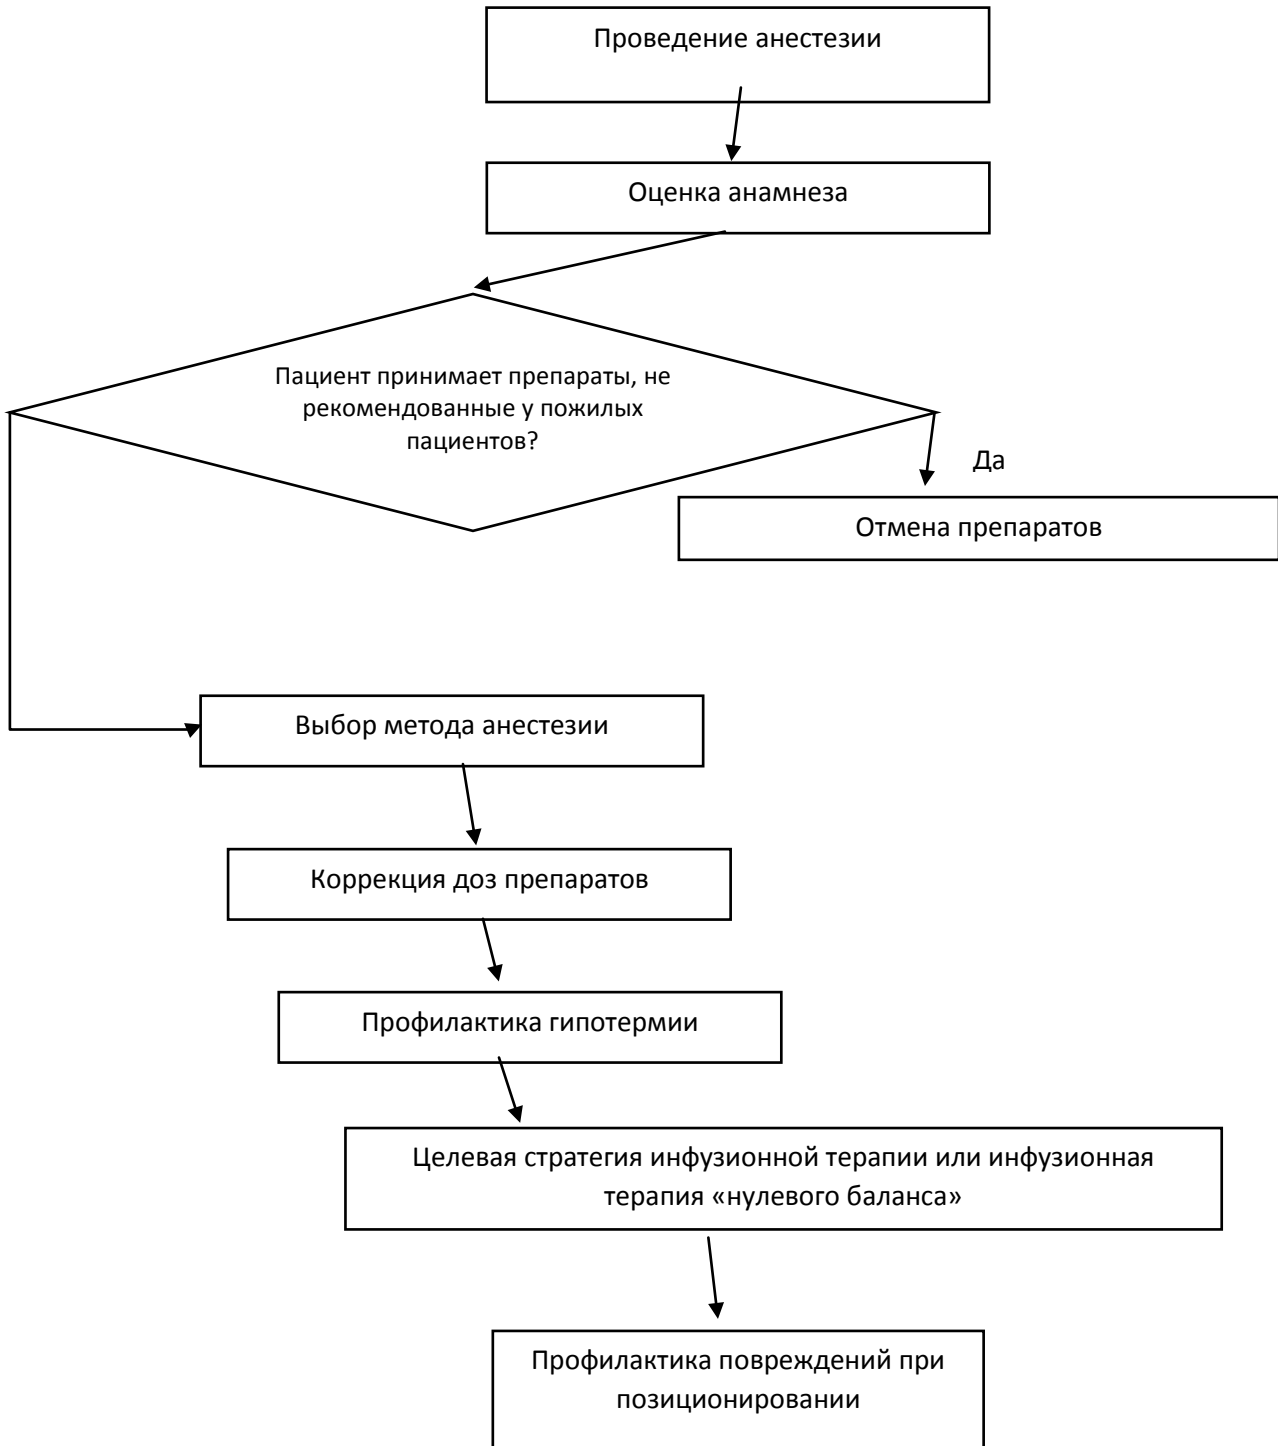 Проведение анестезии
Оценка анамнеза
Пациент принимает препараты, не
рекомендованные у пожилых
пациентов?
Да
Отмена препаратов
Выбор метода анестезии
Коррекция доз препаратов
Профилактика гипотермии
Целевая стратегия инфузионной терапии или инфузионная
терапия «нулевого баланса»
Профилактика повреждений при
позиционировании